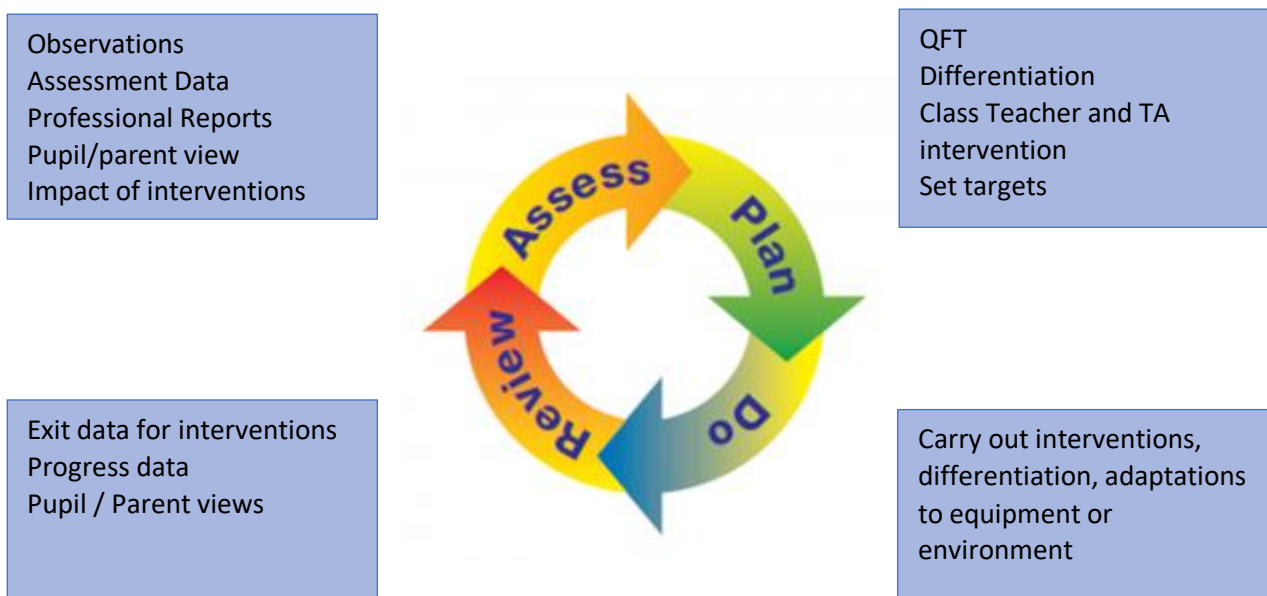 Observations
Assessment Data
Professional Reports
Pupil/parent view
Impact of interventions
QFT
Differentiation
Class Teacher and TA
intervention
Set targets
Assess
Plan
Do
Review
Exit data for interventions
Progress data
Pupil / Parent views
Carry out interventions,
differentiation, adaptations
to equipment or
environment